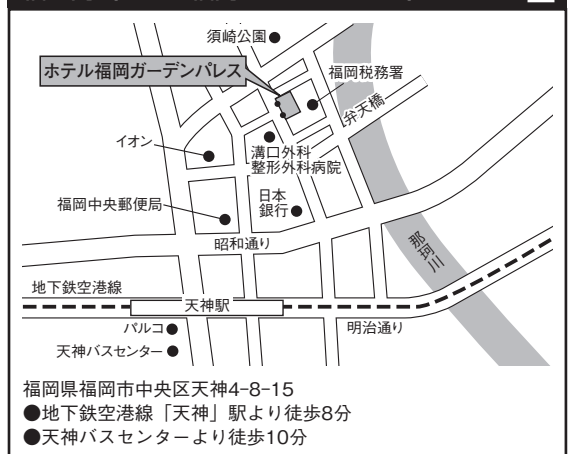 須崎公園●
ホテル福岡ガーデンパレス
福岡税務署
弁天橋
イオン
溝口外科
整形外科病院
福岡中央郵便局
日本
銀行●
昭和通り
那珂川
地下鉄空港線
天神駅
パルコ●
明治通り
天神バスセンター●
福岡県福岡市中央区天神4-8-15
●地下鉄空港線「天神」駅より徒歩8分
●天神バスセンターより徒歩10分